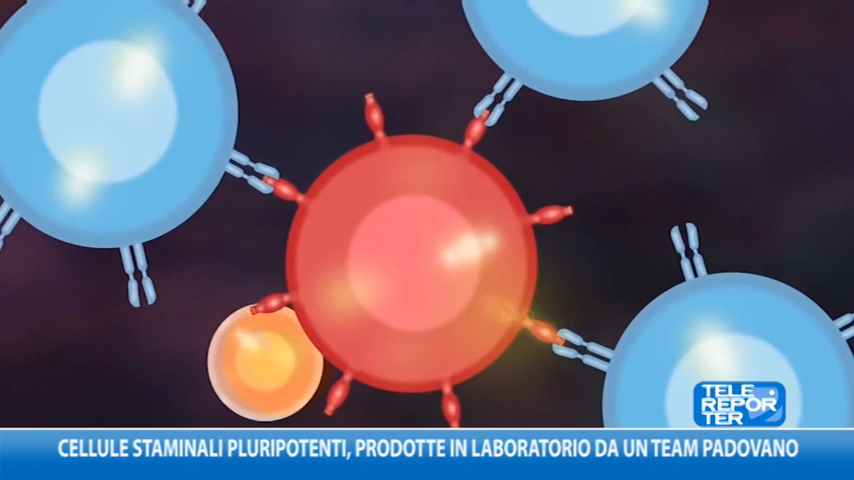 TELE
REPOR
TER
CELLULE STAMINALI PLURIPOTENTI, PRODOTTE IN LABORATORIO DA UN TEAM PADOVANO